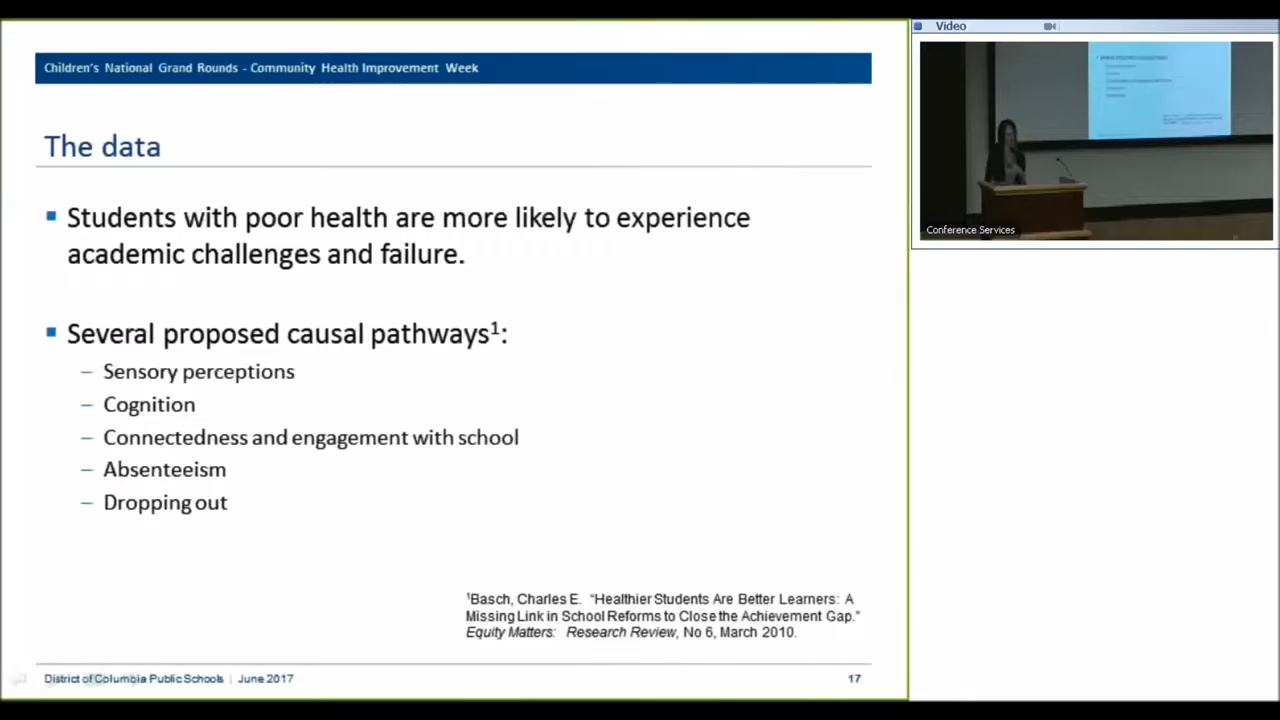 Children's National Grand Rounds - Community Health Improvement Week
The data
Students with poor health are more likely to experience
academic challenges and failure.
Several proposed causal pathways¹:
– Sensory perceptions
– Cognition
– Connectedness and engagement with school
– Absenteeism
– Dropping out
¹Basch, Charles E. "Healthier Students Are Better Learners: A
Missing Link in School Reforms to Close the Achievement Gap."
Equity Matters: Research Review, No 6, March 2010.
District of Columbia Public Schools | June 2017
17
Video
Conference Services